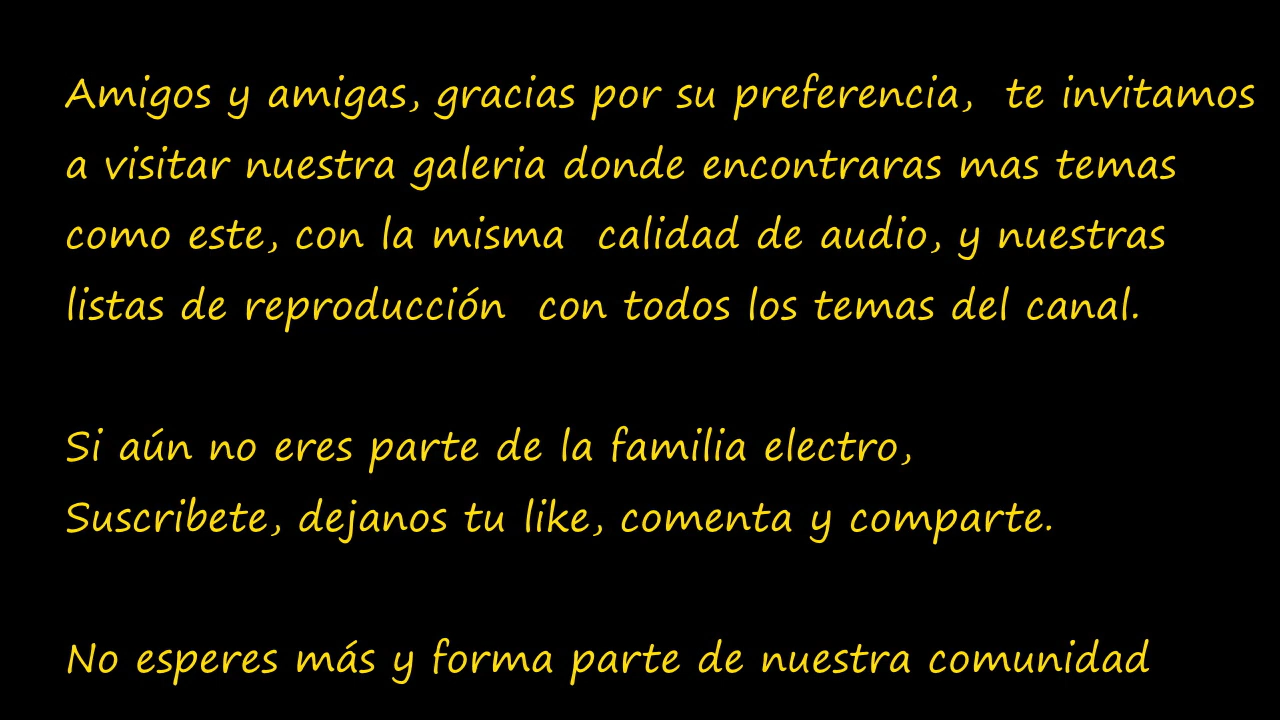 Amigos y amigas, gracias por su preferencia,  te invitamos
a visitar nuestra galeria donde encontraras mas temas
como este, con la misma  calidad de audio, y nuestras
listas de reproducción  con todos los temas del canal.
Si aún no eres parte de la familia electro,
Suscribete, dejanos tu like, comenta y comparte.
No esperes más y forma parte de nuestra comunidad